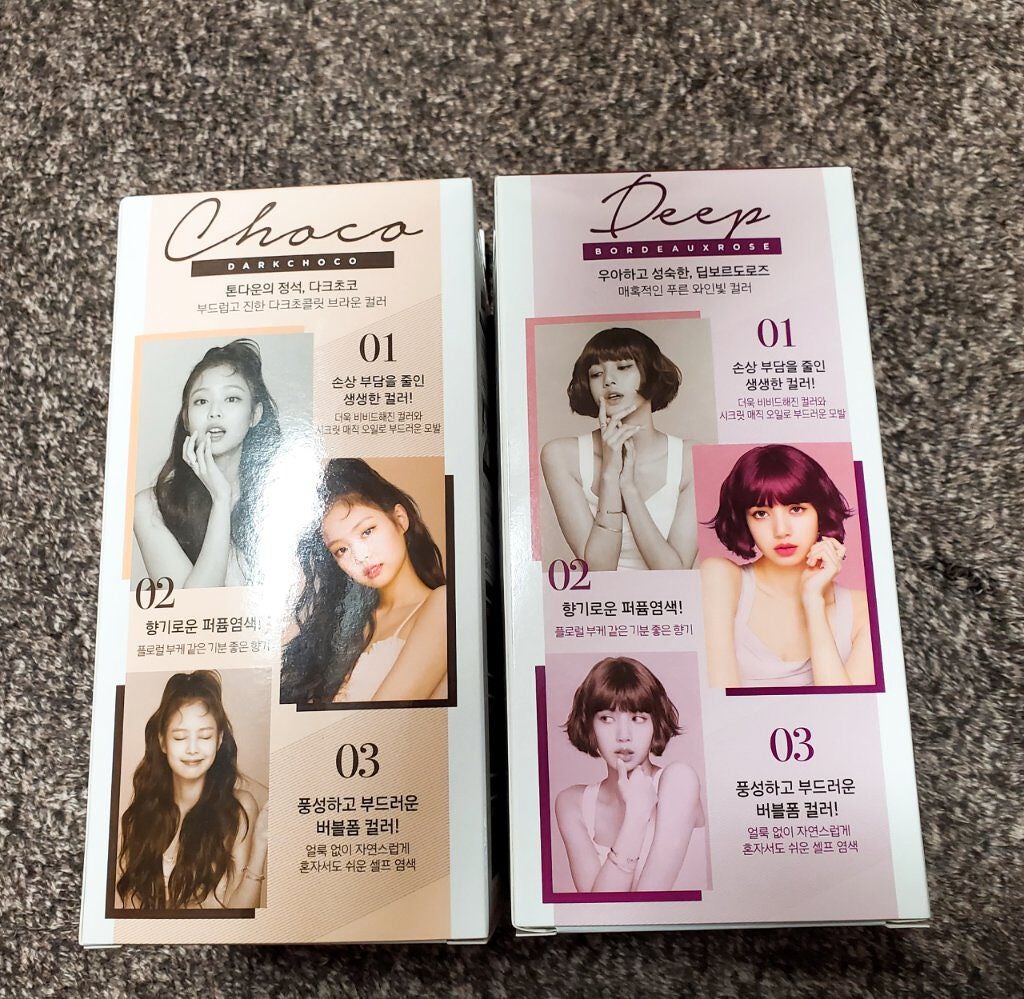 Choco
DARKCHOCO
톤다운의 정석, 다크초코
부드럽고 진한 다크초콜릿 브라운 컬러
01
손상 부담을 줄인
생생한 컬러!
더욱 비비드해진 컬러와
시크릿 매직 오일로 부드러운 모발
02
향기로운 퍼퓸염색!
플로럴 부케 같은 기분 좋은 향기
03
풍성하고 부드러운
버블폼 컬러!
얼룩 없이 자연스럽게
혼자서도 쉬운 셀프 염색
Deep
BORDEAUXROSE
우아하고 성숙한, 딥보르도로즈
매혹적인 푸른 와인빛 컬러
01
손상 부담을 줄인
생생한 컬러!
더욱 비비드해진 컬러와
시크릿 매직 오일로 부드러운 모발
02
향기로운 퍼퓸염색!
플로럴 부케 같은 기분 좋은 향기
03
풍성하고 부드러운
버블폼 컬러!
얼룩 없이 자연스럽게
혼자서도 쉬운 셀프 염색